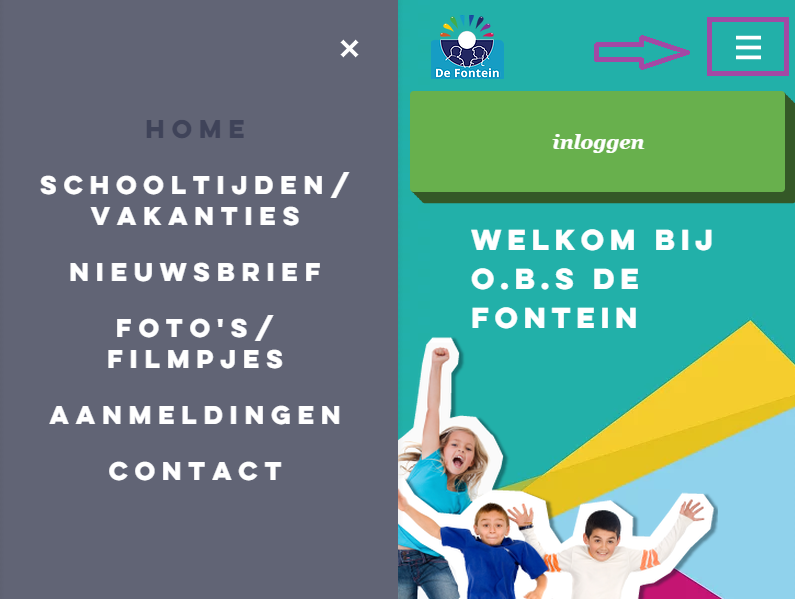 HOME
SCHOOLTIJDEN/
VAKANTIES
NIEUWSBRIEF
FOTO'S/
FILMPJES
AANMELDINGEN
CONTACT
De Fontein
inloggen
WELKOM BIJ
O.B.S DE
FONTEIN